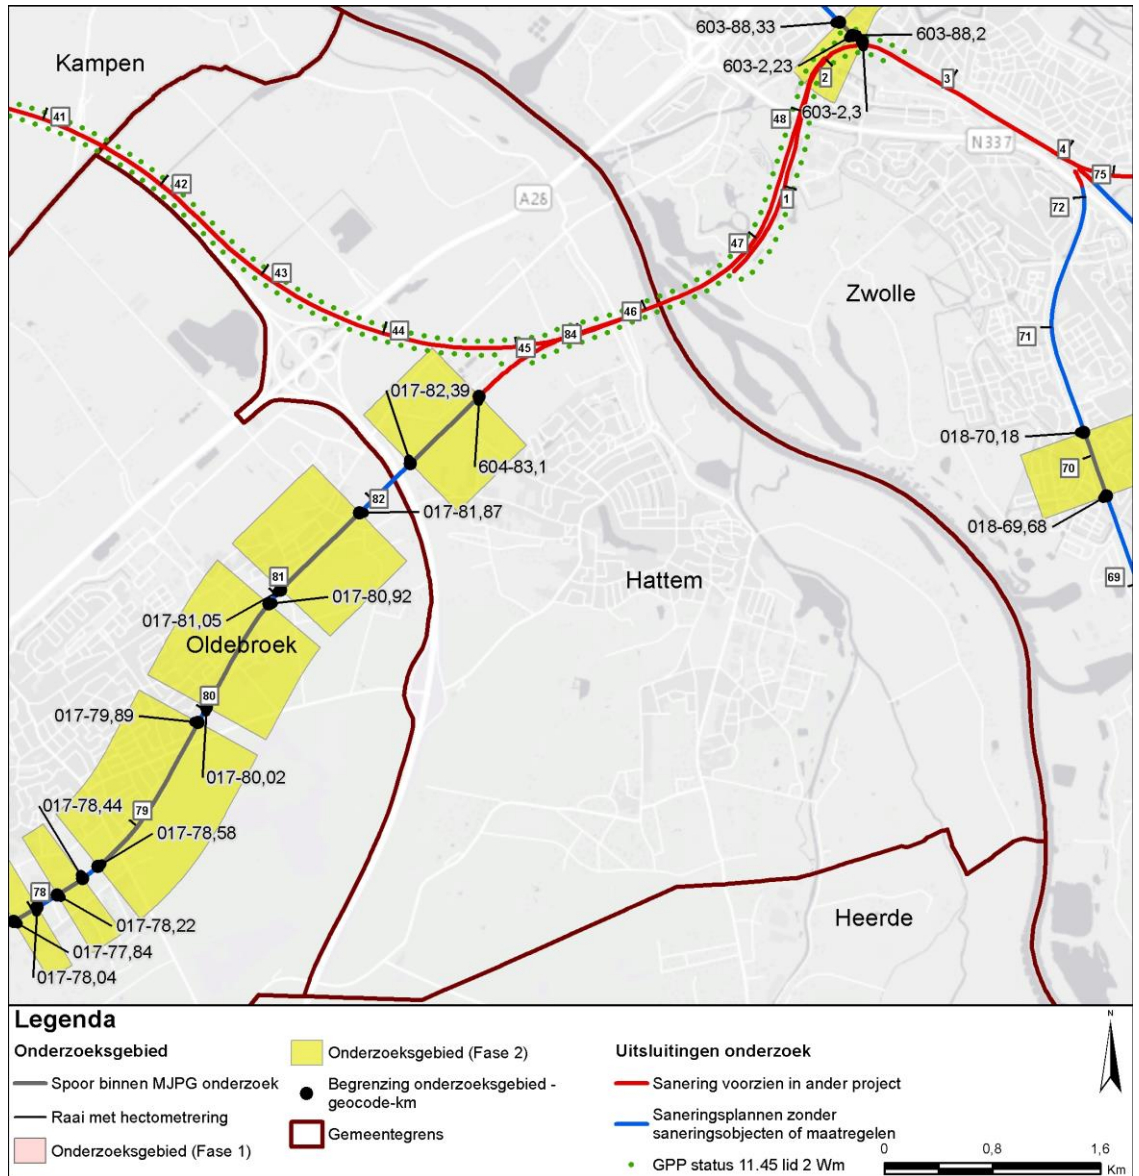 603-88,33
603-88,2
Kampen
603-2,23
2
3
41
603-2,3
48
N337
4
75
42
A28
1
72
47
43
Zwolle
46
44
84
71
45
017-82,39
018-70,18
604-83,1
70
82
017-81,87
018-69,68
81
Hattem
69
017-80,92
017-81,05
Oldebroek
80
017-79,89
017-80,02
017-78,44
79
017-78,58
78
Heerde
017-78,22
017-77,84
017-78,04
Legenda
Onderzoeksgebied
Spoor binnen MJPG onderzoek
Raai met hectometrering
Onderzoeksgebied (Fase 1)
Onderzoeksgebied (Fase 2)
Begrenzing onderzoeksgebied -
geocode-km
Gemeentegrens
Uitsluitingen onderzoek
Sanering voorzien in ander project
Saneringsplannen zonder
saneringsobjecten of maatregelen
GPP status 11.45 lid 2 Wm
N
0 0,8 1,6
Km